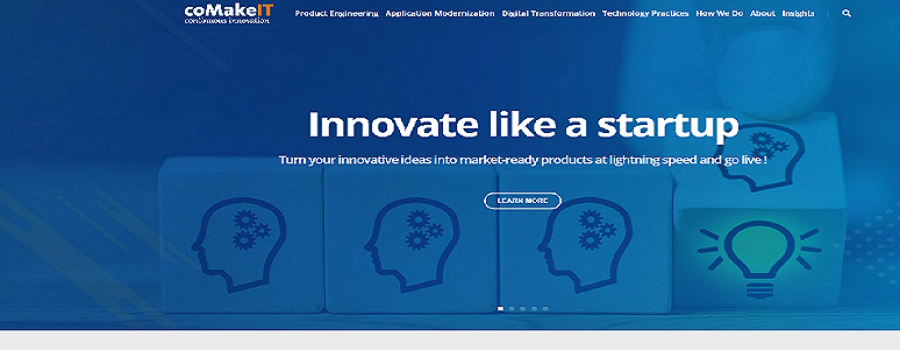 coMakeIT
continuous innovation
Product Engineering Application Modernization Digital Transformation Technology Practices How We Do About Insights
Innovate like a startup
Turn your innovative ideas into market-ready products at lightning speed and go live !
LEARN MORE